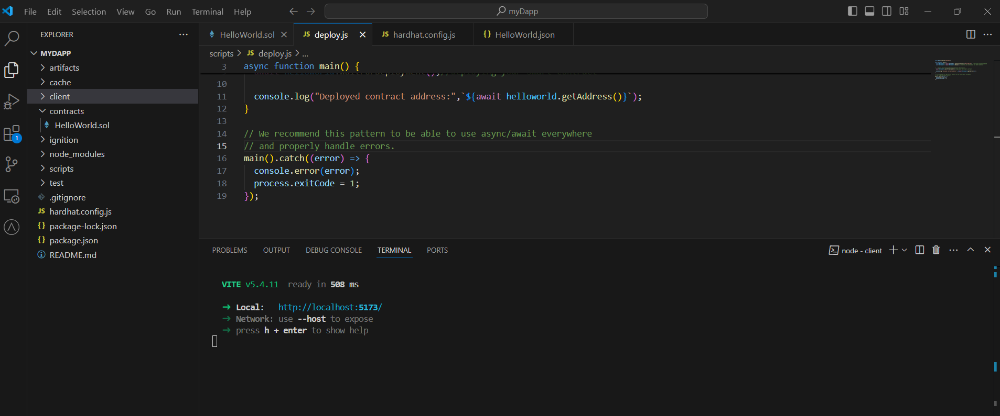 File Edit Selection View Go Run Terminal Help myDapp
EXPLORER
MYDAPP
artifacts
cache
client
contracts
HelloWorld.sol
ignition
node_modules
scripts
test
.gitignore
JS hardhat.config.js
{} package-lock.json
{} package.json
README.md
1
HelloWorld.sol JS deploy.js JS hardhat.config.js {} HelloWorld.json
scripts > JS deploy.js > ...
3 async function main() {
10
11 console.log("Deployed contract address:",`${await helloworld.getAddress()}`);
12 }
13
14 // We recommend this pattern to be able to use async/await everywhere
15 // and properly handle errors.
16 main().catch((error) => {
17 console.error(error);
18 process.exitCode = 1;
19 });
PROBLEMS OUTPUT DEBUG CONSOLE TERMINAL PORTS node - client
VITE v5.4.11 ready in 508 ms
➜ Local: http://localhost:5173/
➜ Network: use --host to expose
➜ press h + enter to show help